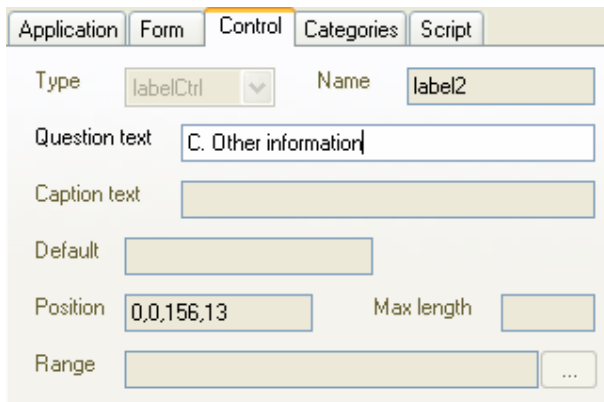 Application Form Control Categories Script
Type labelCtrl Name label2
Question text C. Other information
Caption text
Default
Position 0,0,156,13 Max length
Range ...